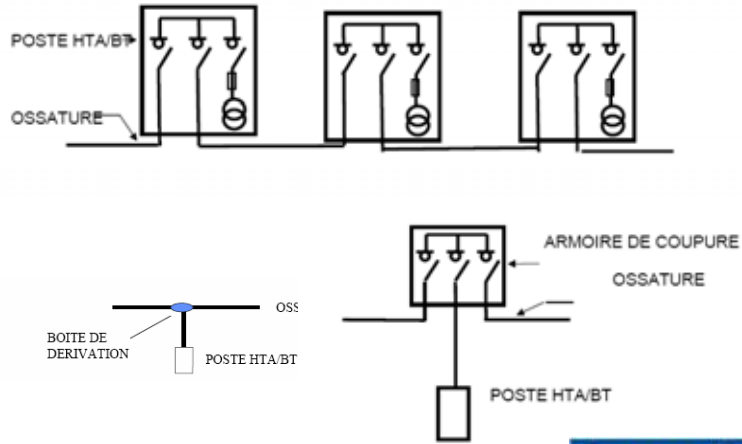 POSTE HTA/BT
OSSATURE
ARMOIRE DE COUPURE
OSSATURE
OSS
BOITE DE
DERIVATION
POSTE HTA/BT
POSTE HTA/BT